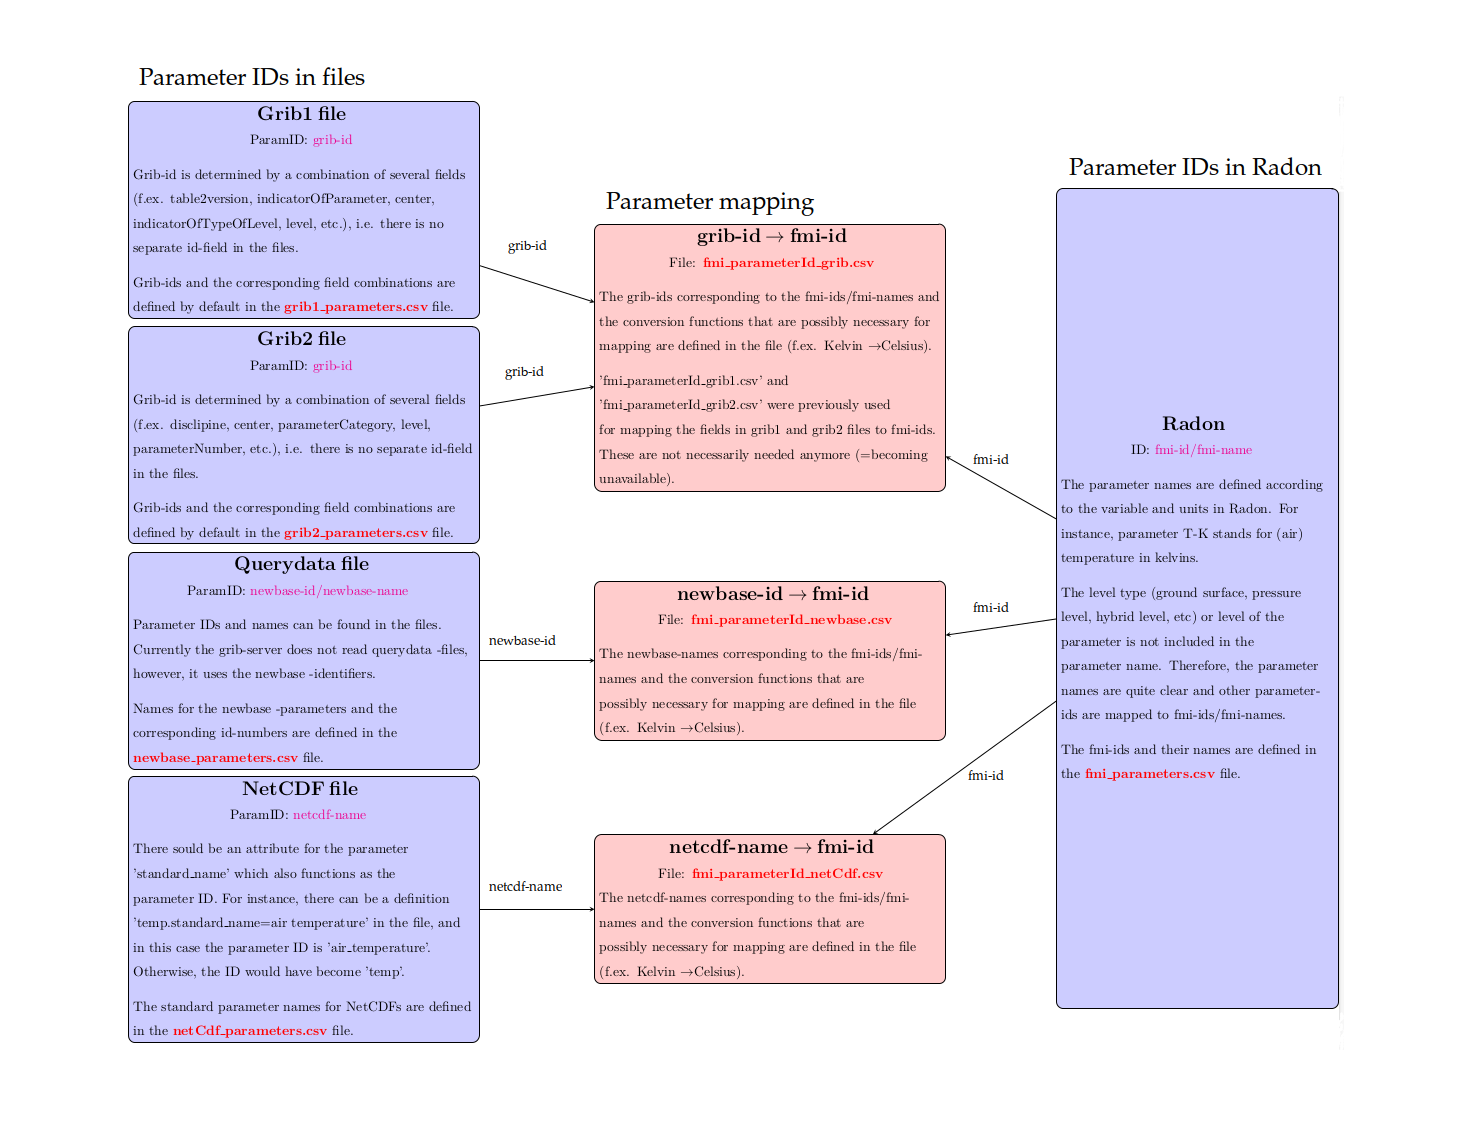 Parameter IDs in files
Grib1 file
ParamID: grib-id
Grib-id is determined by a combination of several fields
(f.ex. table2version, indicatorOfParameter, center,
indicatorOfTypeOfLevel, level, etc.), i.e. there is no
separate id-field in the files.
Grib-ids and the corresponding field combinations are
defined by default in the grib1_parameters.csv file.
Grib2 file
ParamID: grib-id
Grib-id is determined by a combination of several fields
(f.ex. disclipine, center, parameterCategory, level,
parameterNumber, etc.), i.e. there is no separate id-field
in the files.
Grib-ids and the corresponding field combinations are
defined by default in the grib2_parameters.csv file.
Querydata file
ParamID: newbase-id/newbase-name
Parameter IDs and names can be found in the files.
Currently the grib-server does not read querydata -files,
however, it uses the newbase -identifiers.
Names for the newbase -parameters and the
corresponding id-numbers are defined in the
newbase_parameters.csv file.
NetCDF file
ParamID: netcdf-name
There sould be an attribute for the parameter
'standard_name' which also functions as the
parameter ID. For instance, there can be a definition
'temp.standard_name=air temperature' in the file, and
in this case the parameter ID is 'air_temperature'.
Otherwise, the ID would have become 'temp'.
The standard parameter names for NetCDFs are defined
in the netCdf_parameters.csv file.
grib-id
grib-id
newbase-id
netcdf-name
Parameter mapping
grib-id → fmi-id
File: fmi_parameterId_grib.csv
The grib-ids corresponding to the fmi-ids/fmi-names and
the conversion functions that are possibly necessary for
mapping are defined in the file (f.ex. Kelvin →Celsius).
'fmi_parameterId_grib1.csv' and
'fmi_parameterId_grib2.csv' were previously used
for mapping the fields in grib1 and grib2 files to fmi-ids.
These are not necessarily needed anymore (=becoming
unavailable).
newbase-id → fmi-id
File: fmi_parameterId_newbase.csv
The newbase-names corresponding to the fmi-ids/fmi-
names and the conversion functions that are
possibly necessary for mapping are defined in the file
(f.ex. Kelvin →Celsius).
netcdf-name → fmi-id
File: fmi_parameterId_netCdf.csv
The netcdf-names corresponding to the fmi-ids/fmi-
names and the conversion functions that are
possibly necessary for mapping are defined in the file
(f.ex. Kelvin →Celsius).
fmi-id
fmi-id
fmi-id
Parameter IDs in Radon
Radon
ID: fmi-id/fmi-name
The parameter names are defined according
to the variable and units in Radon. For
instance, parameter T-K stands for (air)
temperature in kelvins.
The level type (ground surface, pressure
level, hybrid level, etc) or level of the
parameter is not included in the
parameter name. Therefore, the parameter
names are quite clear and other parameter-
ids are mapped to fmi-ids/fmi-names.
The fmi-ids and their names are defined in
the fmi_parameters.csv file.